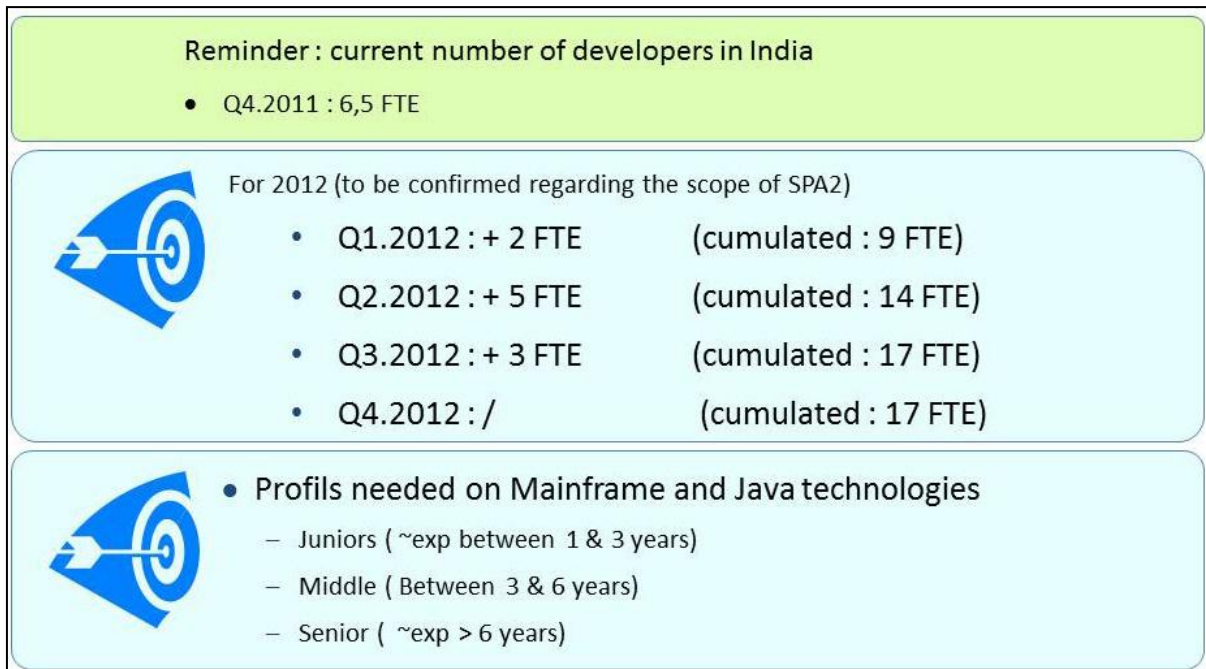 Reminder : current number of developers in India
• Q4.2011 : 6,5 FTE
For 2012 (to be confirmed regarding the scope of SPA2)
• Q1.2012 : + 2 FTE (cumulated : 9 FTE)
• Q2.2012 : + 5 FTE (cumulated : 14 FTE)
• Q3.2012 : + 3 FTE (cumulated : 17 FTE)
• Q4.2012 : / (cumulated : 17 FTE)
• Profils needed on Mainframe and Java technologies
– Juniors ( ~exp between 1 & 3 years)
– Middle ( Between 3 & 6 years)
– Senior ( ~exp > 6 years)